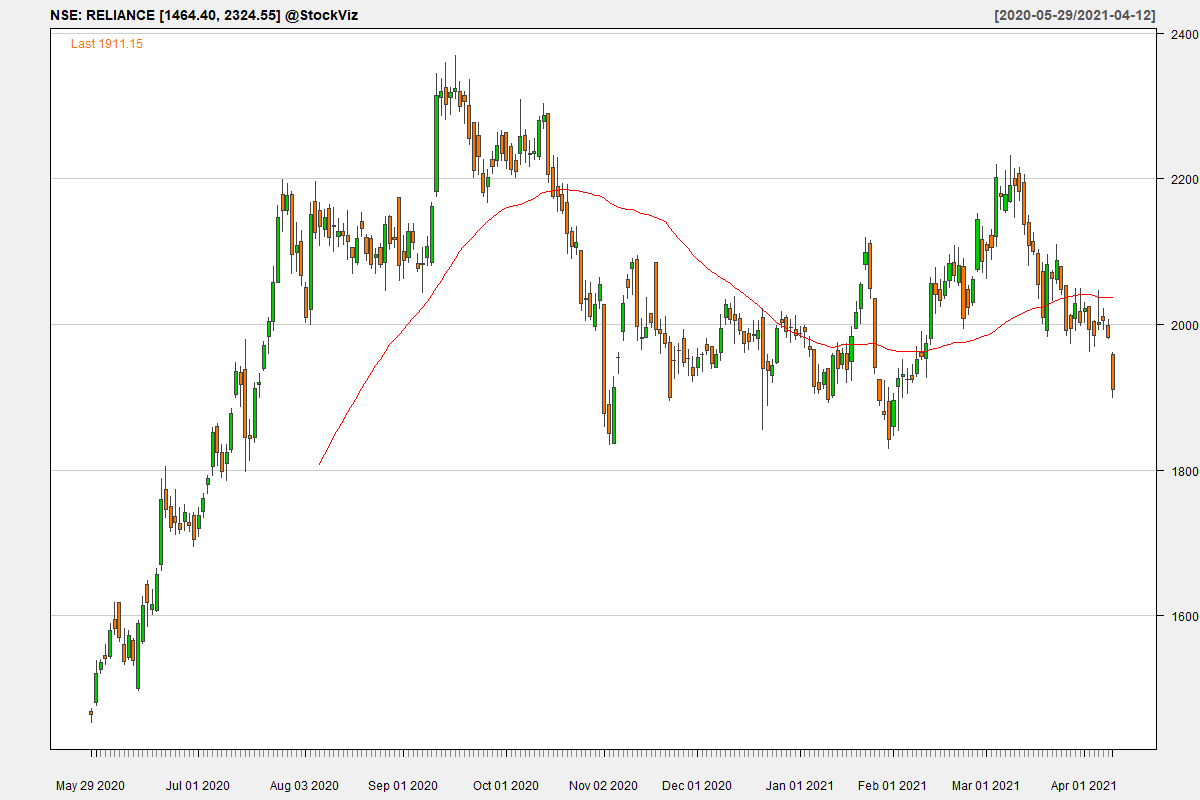 NSE: RELIANCE [1464.40, 2324.55] @StockViz [2020-05-29/2021-04-12]
Last 1911.15
2400
2200
2000
1800
1600
May 29 2020 Jul 01 2020 Aug 03 2020 Sep 01 2020 Oct 01 2020 Nov 02 2020 Dec 01 2020 Jan 01 2021 Feb 01 2021 Mar 01 2021 Apr 01 2021